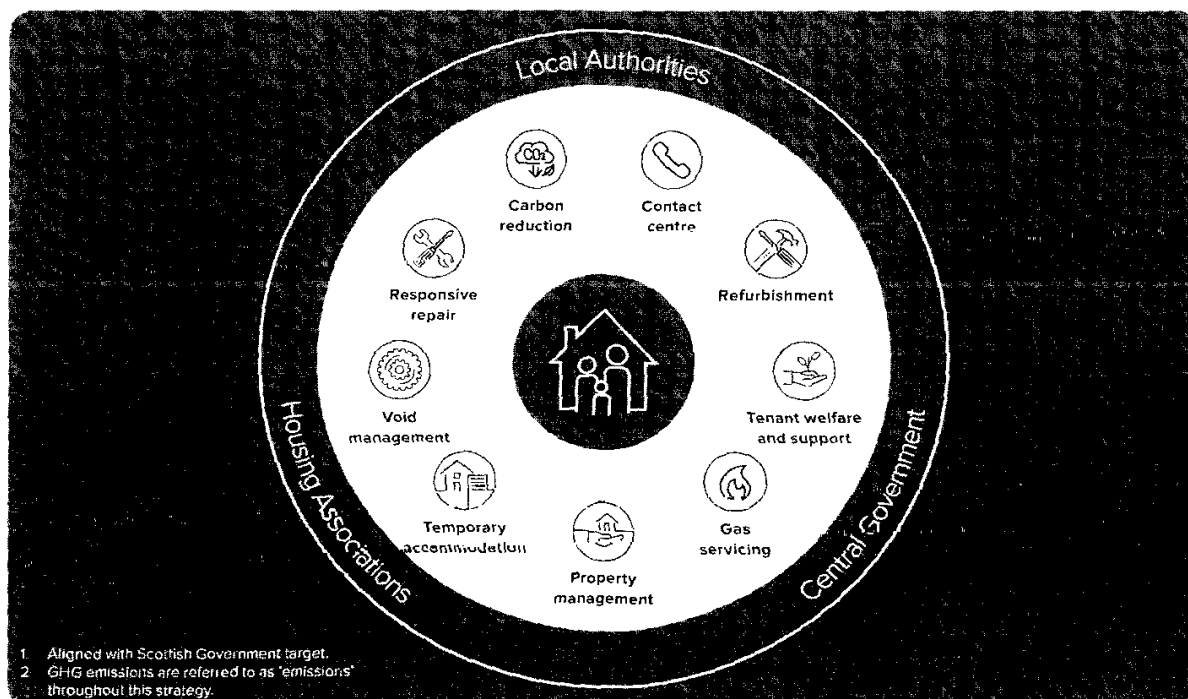 Local Authorities
CO₂
Carbon
reduction
Contact
centre
Responsive
repair
Refurbishment
Void
management
Tenant welfare
and support
Temporary
accommodation
Gas
servicing
Property
management
Housing Associations
Central Government
1. Aligned with Scottish Government target.
2 GHG emissions are referred to as "emissions"
throughout this strategy.